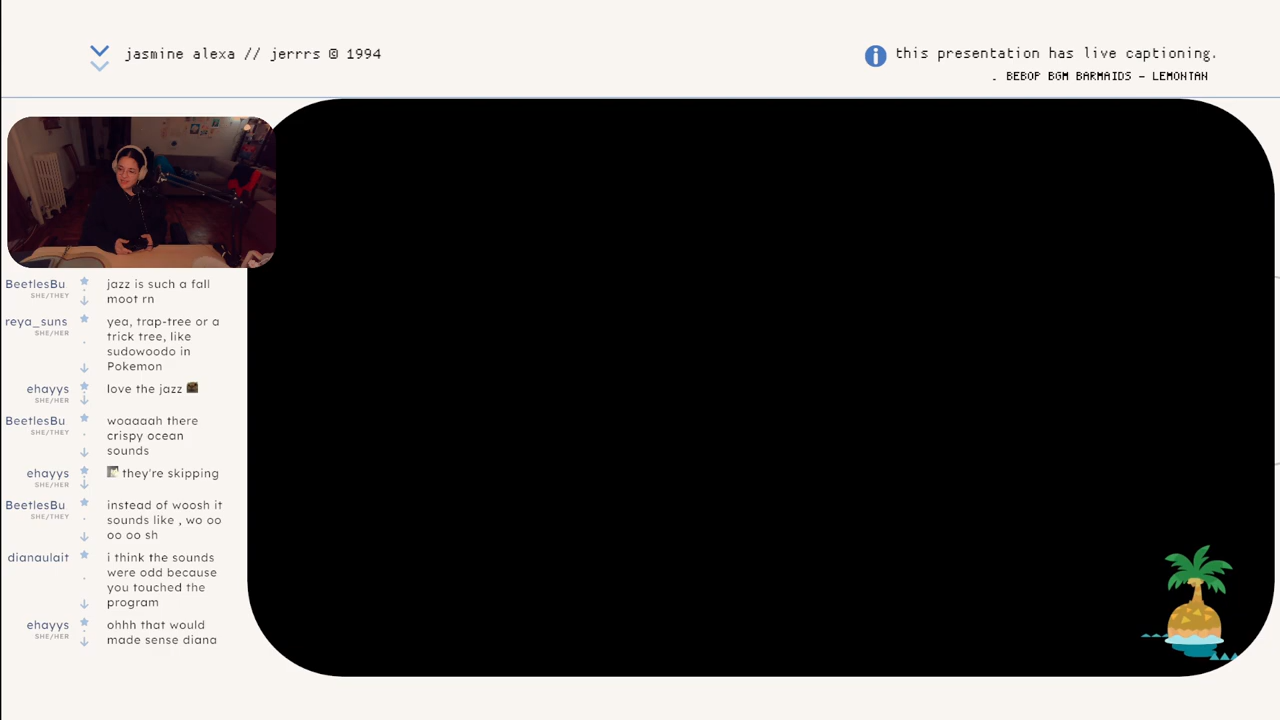 jasmine alexa // jerrrs © 1994
this presentation has live captioning.
. BEBOP BGM BARMAIDS - LEMONTAN
BeetlesBu
SHE/THEY
jazz is such a fall
moot rn
reya_suns
SHE/HER
yea, trap-tree or a
trick tree, like
sudowoodo in
Pokemon
ehayys
SHE/HER
love the jazz
BeetlesBu
SHE/THEY
woaaaah there
crispy ocean
sounds
ehayys
SHE/HER
they're skipping
BeetlesBu
SHE/THEY
instead of woosh it
sounds like , wo oo
oo oo sh
dianaulait
i think the sounds
were odd because
you touched the
program
ehayys
SHE/HER
ohhh that would
made sense diana